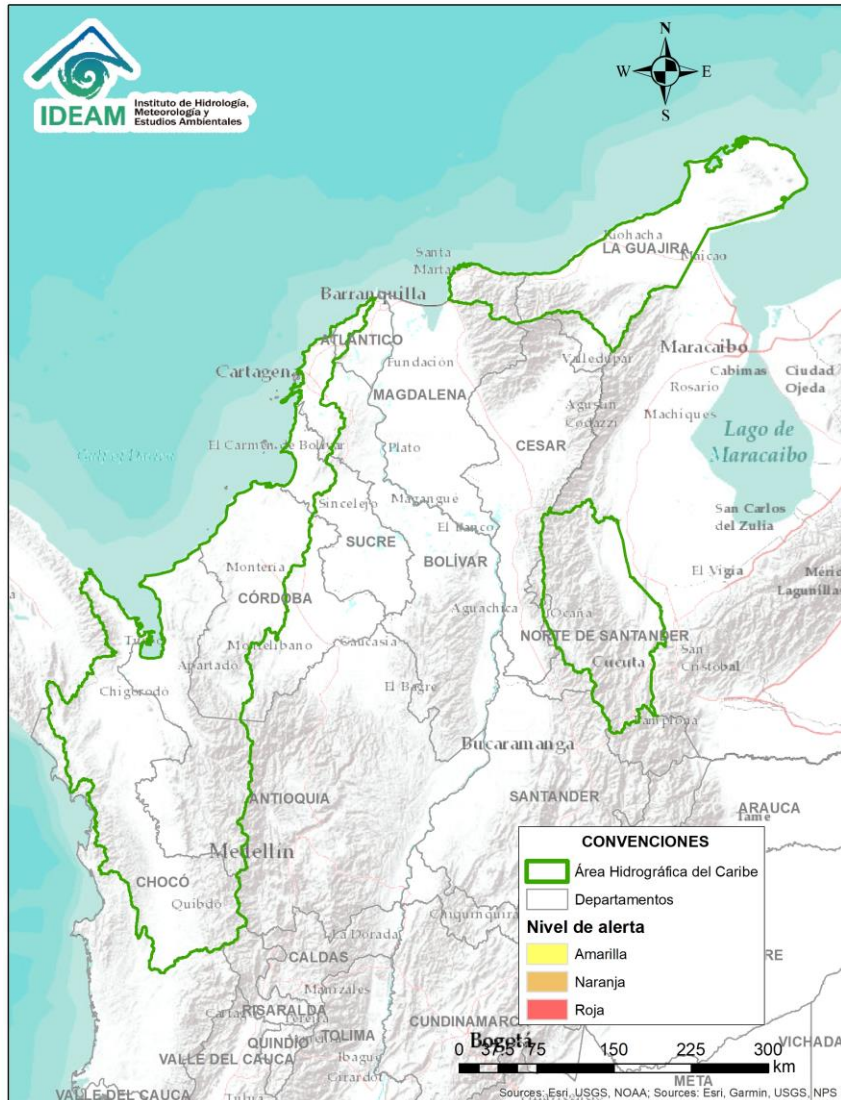 IDEAM
Instituto de Hidrología,
Meteorología y
Estudios Ambientales
N
W E
S
Riohacha
LA GUAJIRA
Maicao
Santa
Marta
Barranquilla
ATLÁNTICO
Cartagena
Fundación
Valledupar
Maracaibo
Cabimas
Ciudad
Ojeda
Rosario
MAGDALENA
Agustín
Codazzi
Machiques
Lago de
Maracaibo
CESAR
El Carmen de Bolívar
Plato
Sincelejo
Magangué
San Carlos
del Zulia
El Banco
SUCRE
BOLÍVAR
Montería
El Vigía
CÓRDOBA
Aguachica
Ocaña
Lagunillas
NORTE DE SANTANDER
Turbo
Apartadó
Montelíbano
Caucasia
Cucuta
San
Cristobal
Chigorodó
El Bagre
Pamplona
Bucaramanga
ANTIOQUIA
SANTANDER
ARAUCA
Tame
Medellín
CHOCÓ
Quibdó
La Dorada
CALDAS
Manizales
RISARALDA
Pereira
QUINDÍO
TOLIMA
CUNDINAMARC
Bogotá
VALLE DEL CAUCA
Ibagué
Girardot
VICHADA
META
VALLE DEL CAUCA
CONVENCIONES
Área Hidrográfica del Caribe
Departamentos
Nivel de alerta
Amarilla
Naranja
Roja
0 37.5 75 150 225 300
km
Sources: Esri, USGS, NOAA; Sources: Esri, Garmin, USGS, NPS